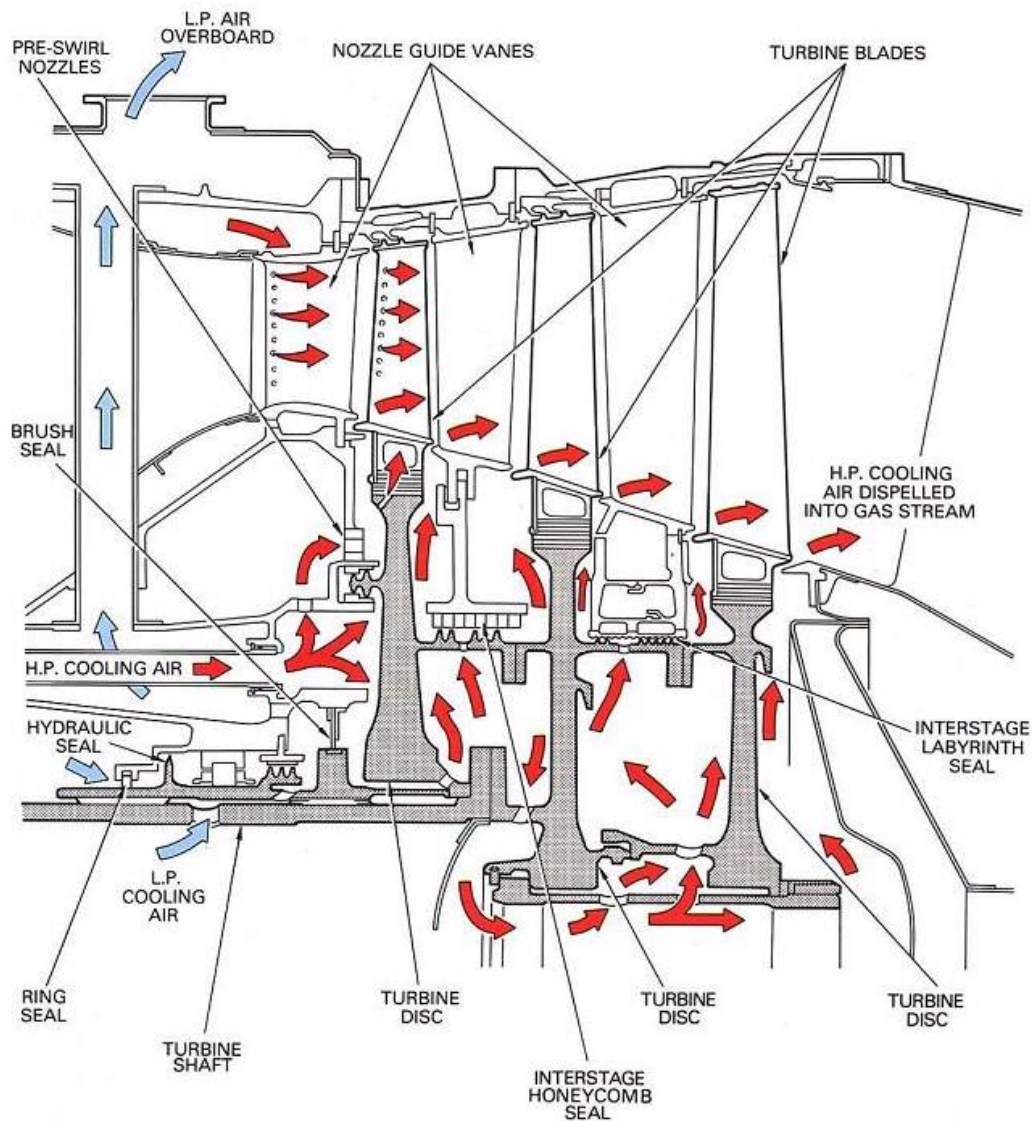 L.P. AIR
OVERBOARD
PRE-SWIRL
NOZZLES
NOZZLE GUIDE VANES
TURBINE BLADES
BRUSH
SEAL
H.P. COOLING
AIR DISPELLED
INTO GAS STREAM
H.P. COOLING AIR
HYDRAULIC
SEAL
INTERSTAGE
LABYRINTH
SEAL
L.P.
COOLING
AIR
RING
SEAL
TURBINE
SHAFT
TURBINE
DISC
INTERSTAGE
HONEYCOMB
SEAL
TURBINE
DISC
TURBINE
DISC